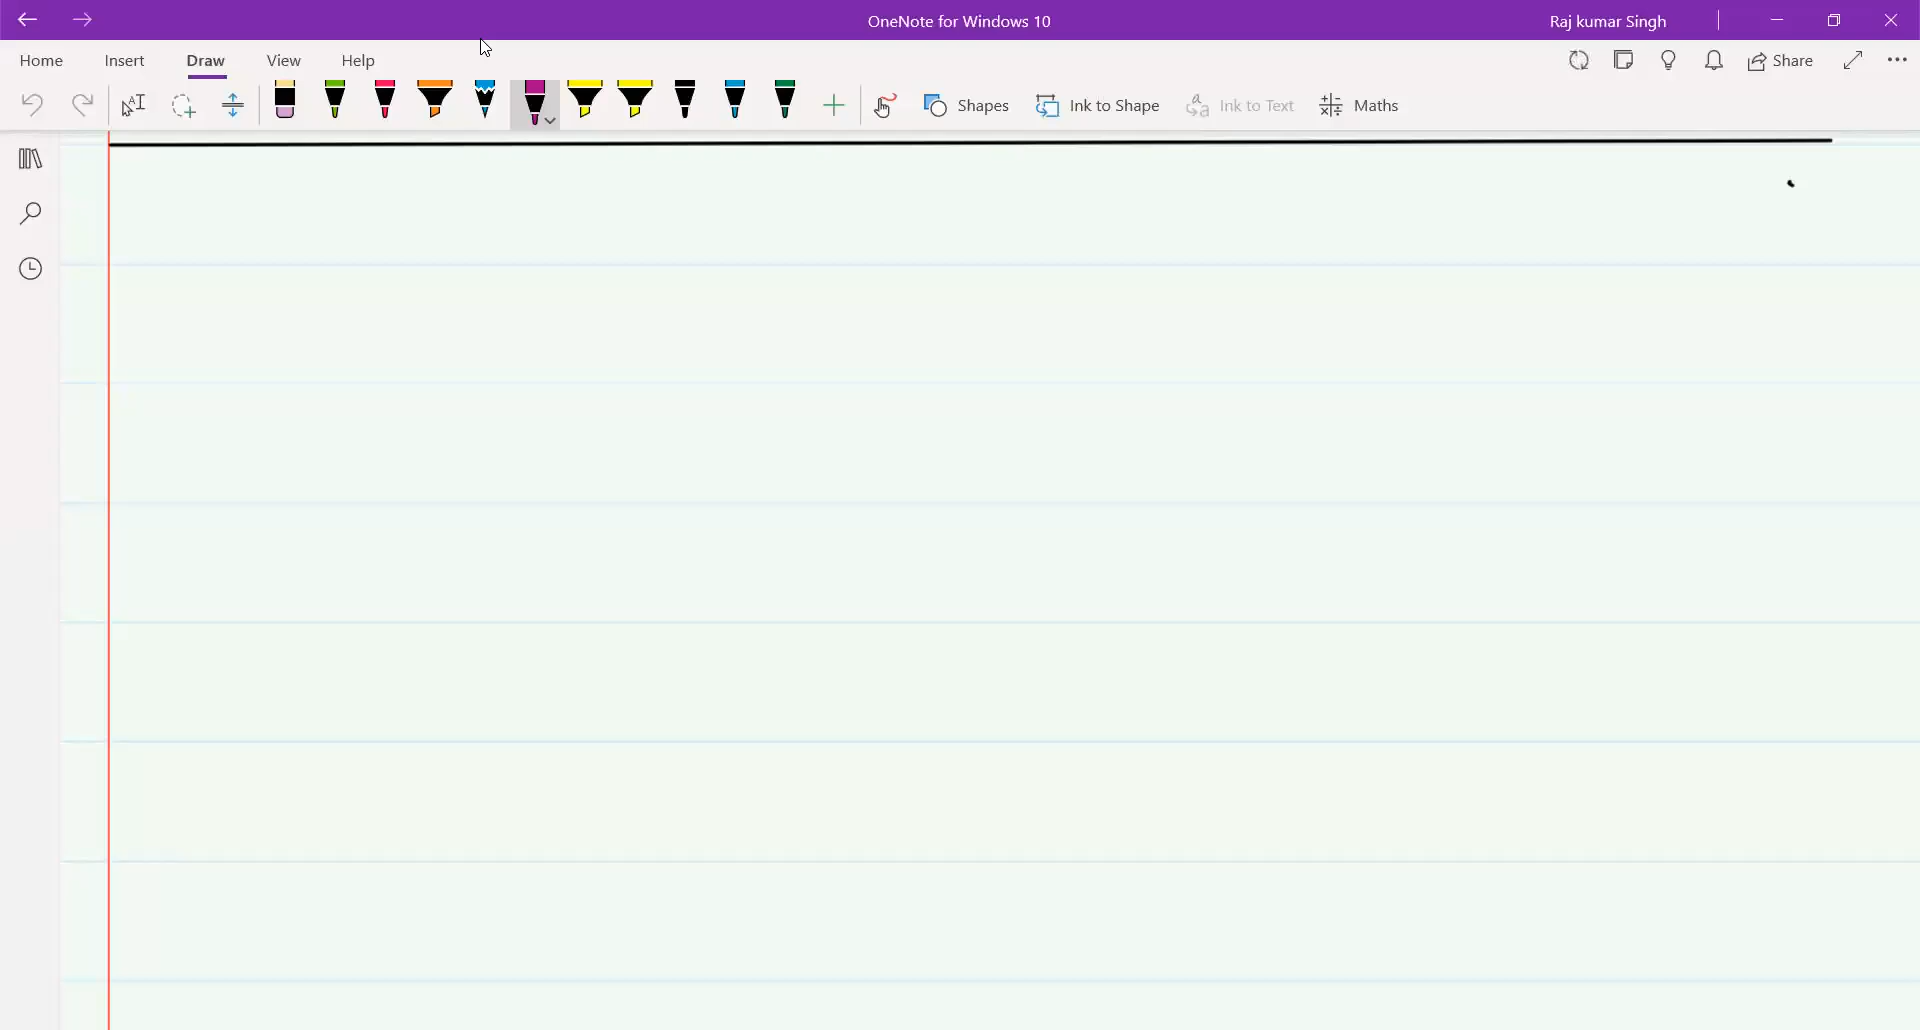 OneNote for Windows 10
Raj kumar Singh
Home Insert Draw View Help
Share
Shapes Ink to Shape Ink to Text Maths